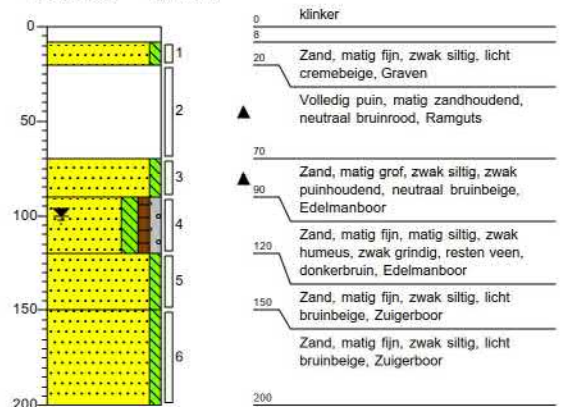 0
50
100
150
200
1
2
3
4
5
6
0
klinker
8
20
Zand, matig fijn, zwak siltig, licht
cremebeige, Graven
Volledig puin, matig zandhoudend,
neutraal bruinrood, Ramguts
70
Zand, matig grof, zwak siltig, zwak
puinhoudend, neutraal bruinbeige,
Edelmanboor
90
Zand, matig fijn, matig siltig, zwak
humeus, zwak grindig, resten veen,
donkerbruin, Edelmanboor
120
Zand, matig fijn, zwak siltig, licht
bruinbeige, Zuigerboor
150
Zand, matig fijn, zwak siltig, licht
bruinbeige, Zuigerboor
200